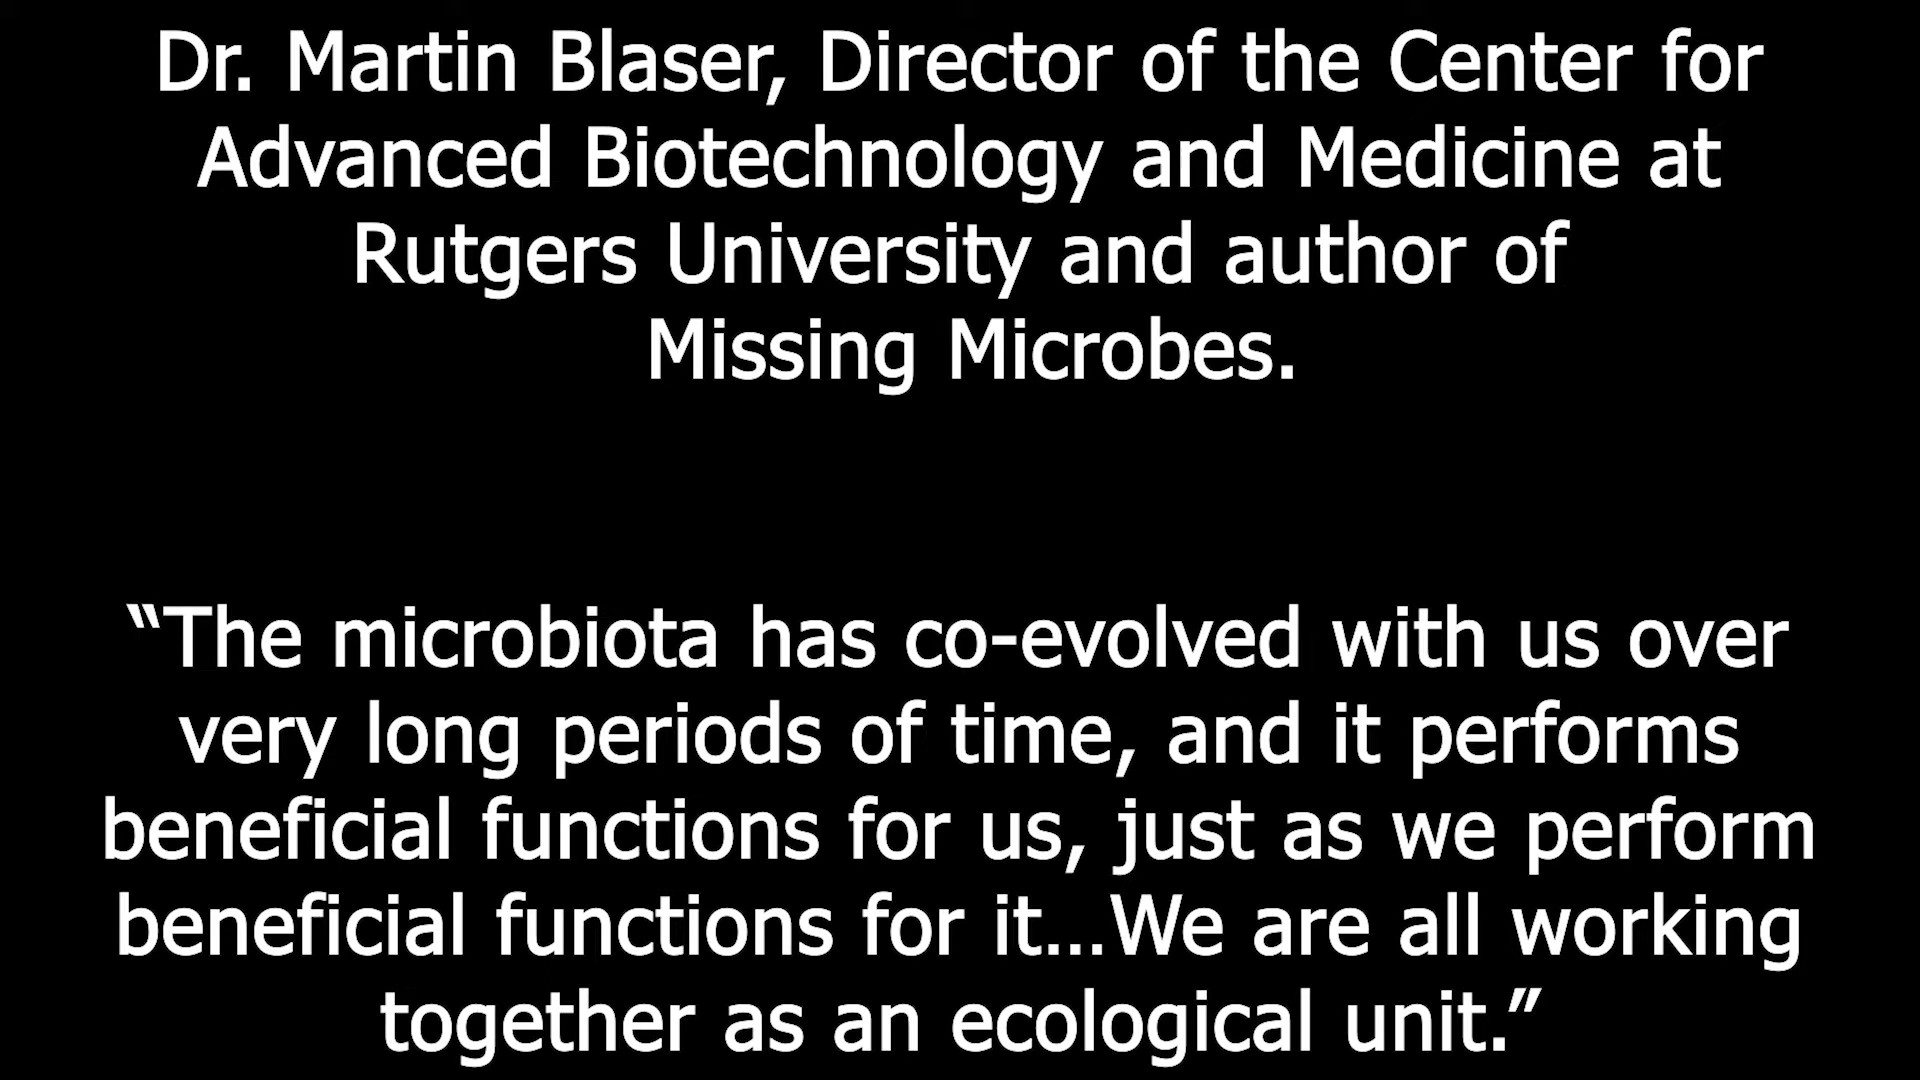 Dr. Martin Blaser, Director of the Center for
Advanced Biotechnology and Medicine at
Rutgers University and author of
Missing Microbes.
“The microbiota has co-evolved with us over
very long periods of time, and it performs
beneficial functions for us, just as we perform
beneficial functions for it...We are all working
together as an ecological unit.”